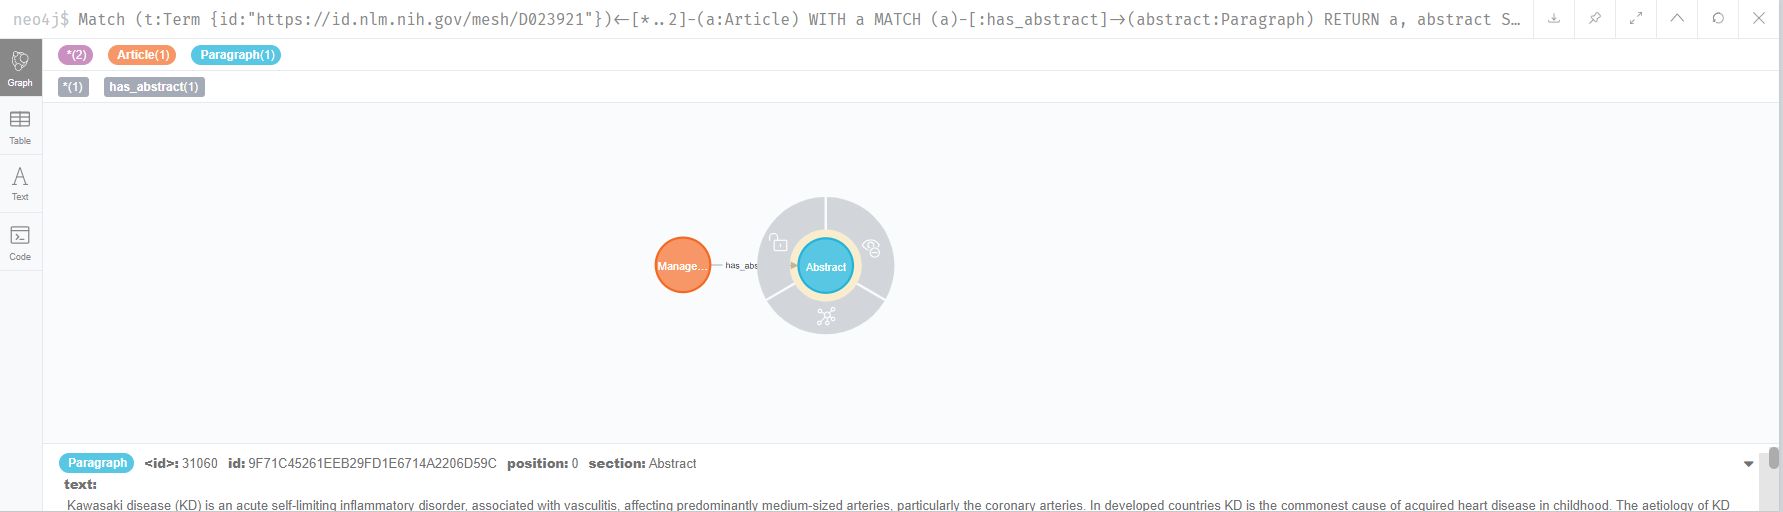 neo4j$ Match (t:Term {id:"https://id.nlm.nih.gov/mesh/D023921"})<-[*..2]-(a:Article) WITH a MATCH (a)-[:has_abstract]->(abstract:Paragraph) RETURN a, abstract S…
*(2) Article(1) Paragraph(1)
*(1) has_abstract(1)
Graph
Table
Text
Code
Manage... has_abs Abstract
Paragraph <id>: 31060 id: 9F71C45261EEB29FD1E6714A2206D59C position: 0 section: Abstract
text:
Kawasaki disease (KD) is an acute self-limiting inflammatory disorder, associated with vasculitis, affecting predominantly medium-sized arteries, particularly the coronary arteries. In developed countries KD is the commonest cause of acquired heart disease in childhood. The aetiology of KD